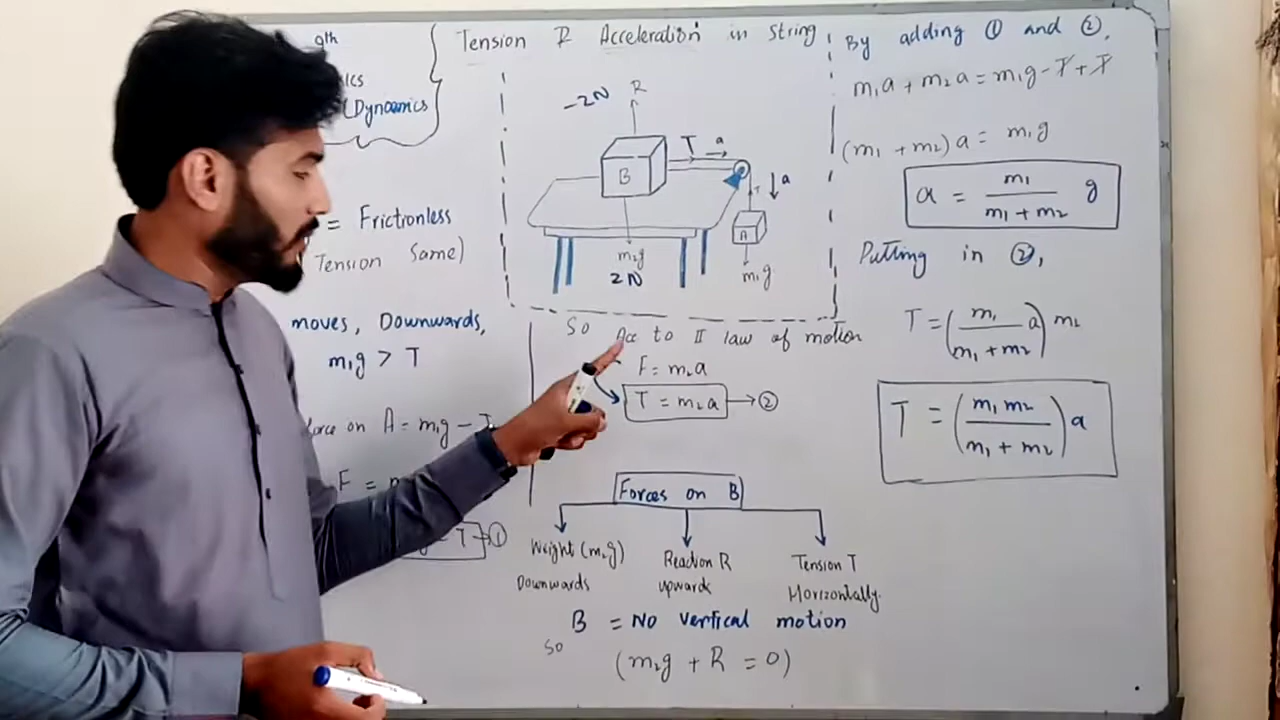 9th
ics
(Dynamics
= Frictionless
Tension Same)
moves, Downwards,
m₁g > T
force on A = m₁g - T
F = m
T → ①
Tension & Acceleration in string
-2N
R
T
a
B
a
T
A
m₂g
2N
m₁g
So Acc to II law of motion
F = m₂a
T = m₂a → ②
Forces on B
Weight (m₂g)
Downwards
Reaction R
upwards
Tension T
Horizontally
B = No vertical motion
so
(m₂g + R = 0)
By adding ① and ②,
m₁a + m₂a = m₁g - T + T
(m₁ + m₂) a = m₁g
a = m₁ / m₁ + m₂ g
Putting in ②,
T = (m₁ / m₁ + m₂ a) m₂
T = (m₁ m₂ / m₁ + m₂) a